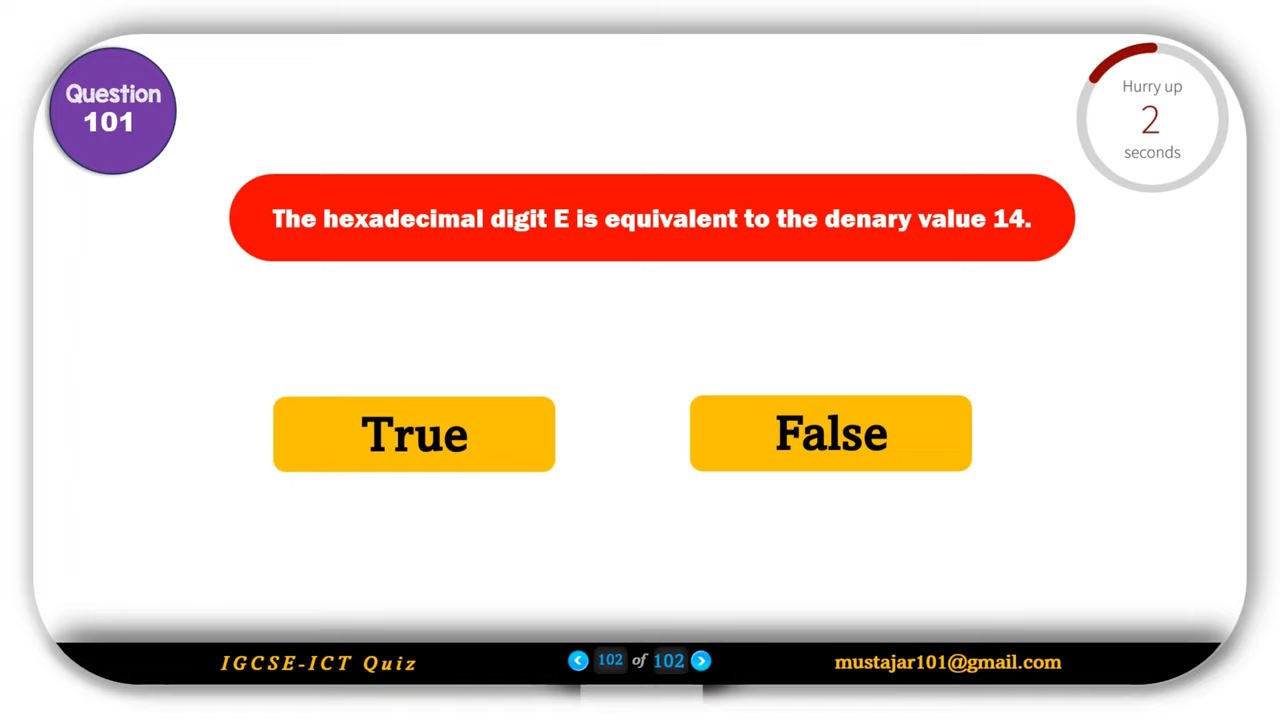 Question
101
Hurry up
2
seconds
The hexadecimal digit E is equivalent to the denary value 14.
True
False
IGCSE-ICT Quiz
102 of 102
mustajar101@gmail.com